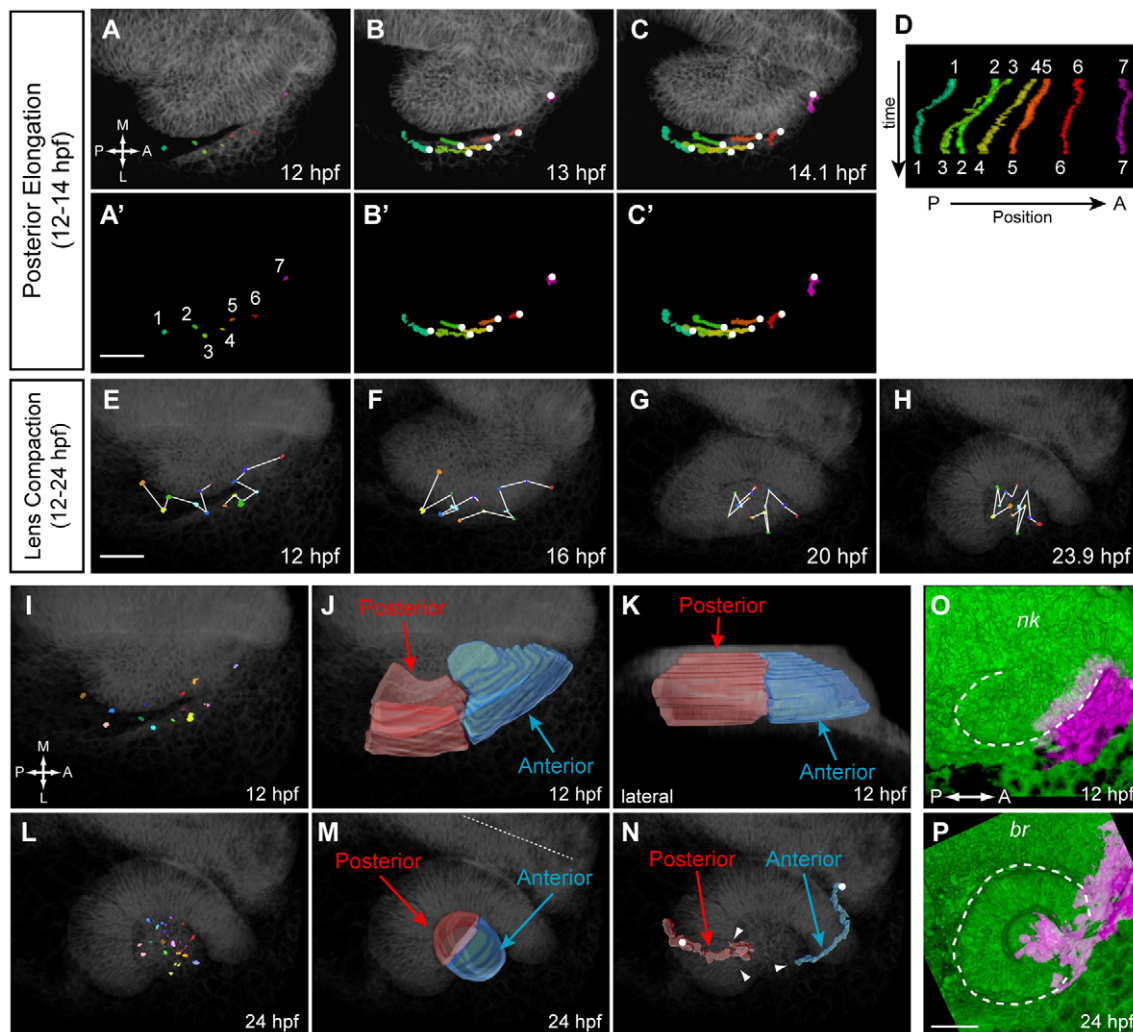 Posterior Elongation
(12-14 hpf)
A
M
P A
L
12 hpf
B
13 hpf
C
14.1 hpf
D
time
1 2 3 45 6 7
1 3 2 4 5 6 7
P A
Position
A'
1 2 3 4 5 6 7
B'
C'
Lens Compaction
(12-24 hpf)
E
12 hpf
F
16 hpf
G
20 hpf
H
23.9 hpf
I
M
P A
L
12 hpf
J
Posterior
Anterior
12 hpf
K
Posterior
Anterior
lateral
12 hpf
O
nk
P A
12 hpf
L
24 hpf
M
Posterior
Anterior
24 hpf
N
Posterior
Anterior
24 hpf
P
br
24 hpf